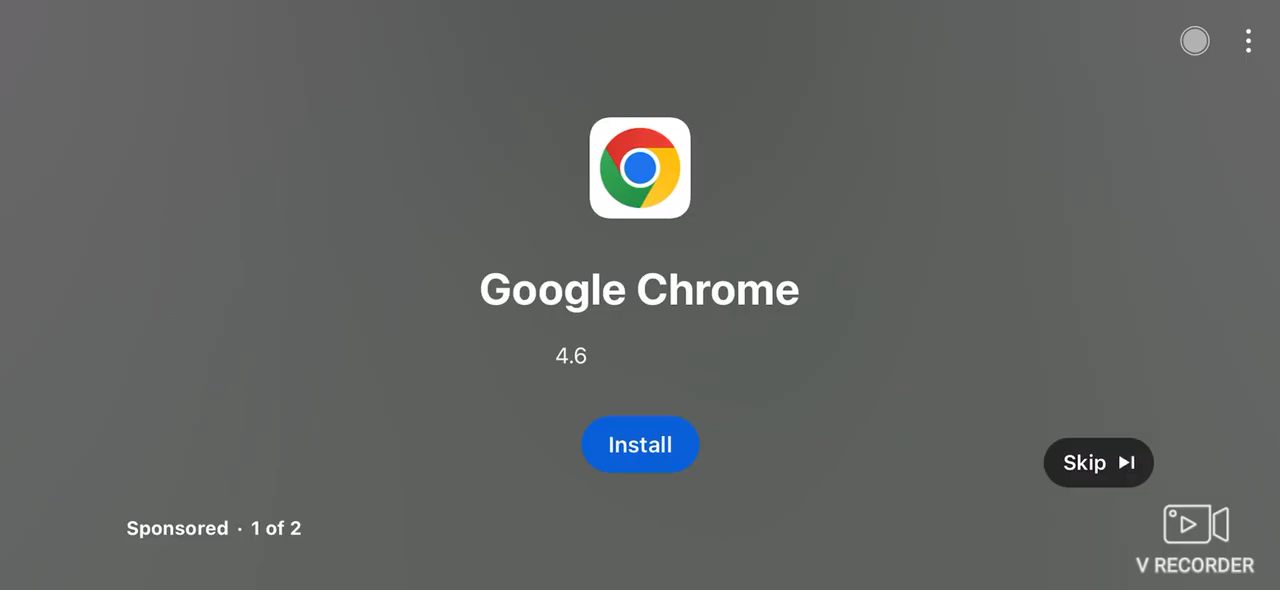 Google Chrome
4.6
Install
Skip
Sponsored · 1 of 2
V RECORDER